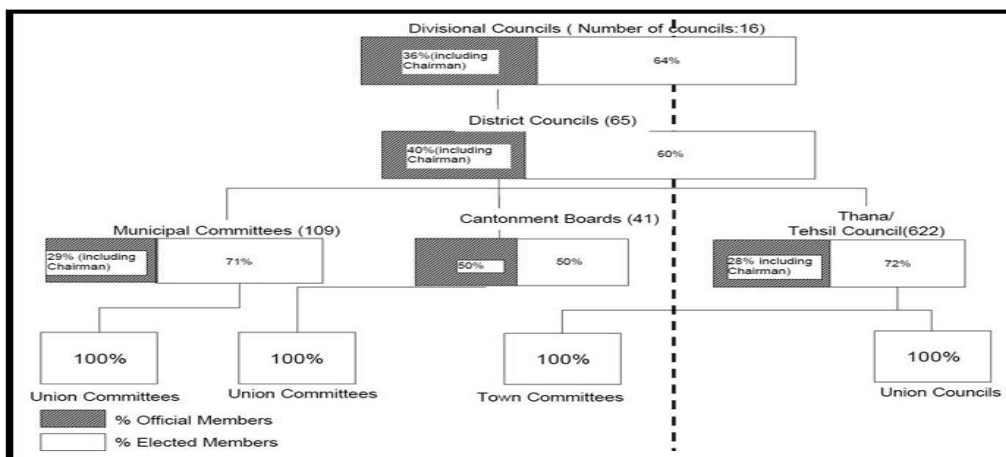 Divisional Councils ( Number of councils:16)
36%(including
Chairman)
64%
District Councils (65)
40%(including
Chairman)
60%
Municipal Committees (109)
29% (including
Chairman)
71%
Cantonment Boards (41)
50%
50%
Thana/
Tehsil Council(622)
28% including
Chairman)
72%
100%
Union Committees
100%
Union Committees
100%
Town Committees
100%
Union Councils
% Official Members
% Elected Members